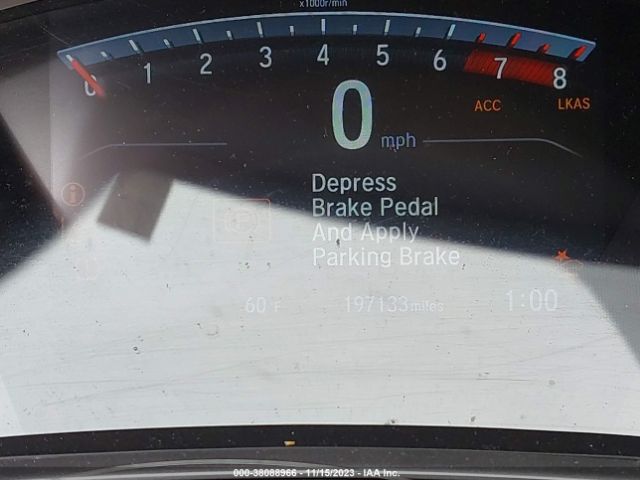 x1000r/min
0 1 2 3 4 5 6 7 8
ACC LKAS
0 mph
Depress
Brake Pedal
And Apply
Parking Brake
60 F 197133 miles 1:00
000-38088966 - 11/15/2023 - IAA Inc.